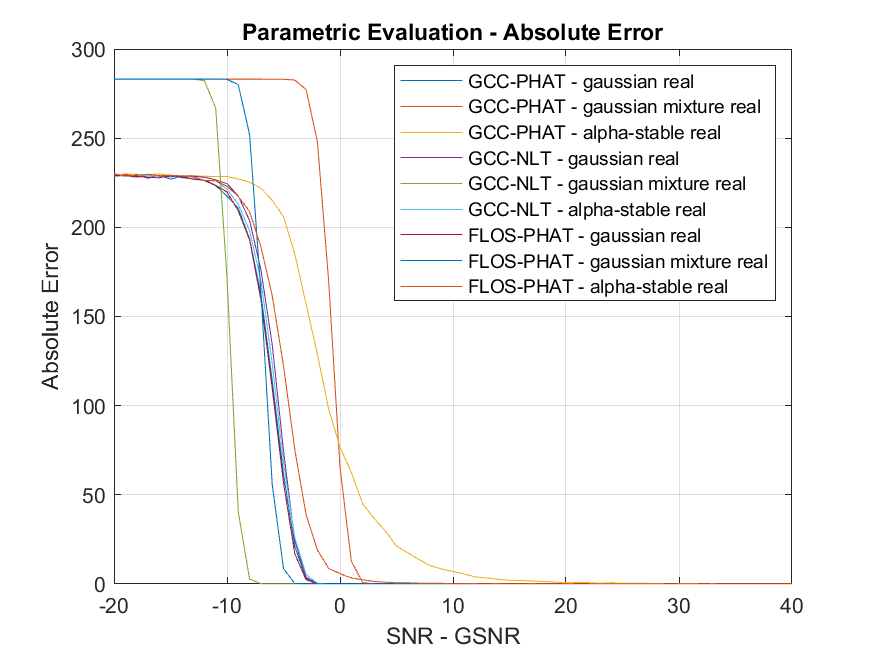 Parametric Evaluation - Absolute Error
300
250
200
150
100
50
0
Absolute Error
GCC-PHAT - gaussian real
GCC-PHAT - gaussian mixture real
GCC-PHAT - alpha-stable real
GCC-NLT - gaussian real
GCC-NLT - gaussian mixture real
GCC-NLT - alpha-stable real
FLOS-PHAT - gaussian real
FLOS-PHAT - gaussian mixture real
FLOS-PHAT - alpha-stable real
-20 -10 0 10 20 30 40
SNR - GSNR